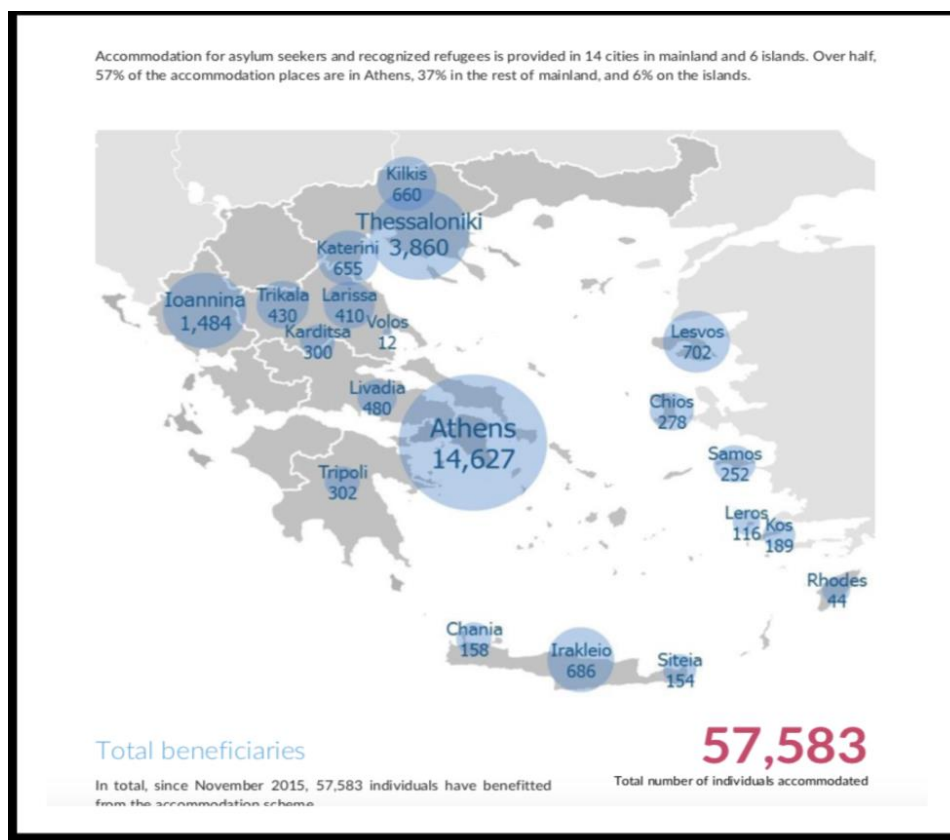 Accommodation for asylum seekers and recognized refugees is provided in 14 cities in mainland and 6 islands. Over half,
57% of the accommodation places are in Athens, 37% in the rest of mainland, and 6% on the islands.
Kilkis
660
Thessaloniki
3,860
Katerini
655
Ioannina
1,484
Trikala
430
Larissa
410
Volos
12
Karditsa
300
Livadia
480
Athens
14,627
Tripoli
302
Lesvos
702
Chios
278
Samos
252
Leros
116
Kos
189
Rhodes
44
Chania
158
Irakleio
686
Siteia
154
Total beneficiaries
In total, since November 2015, 57,583 individuals have benefitted
from the accommodation scheme
57,583
Total number of individuals accommodated